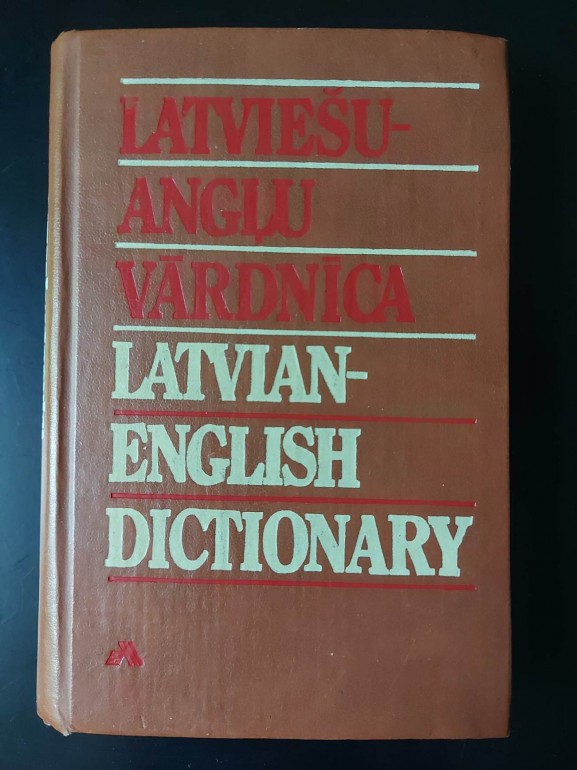 LATVIEŠU-
ANGĻU
VĀRDNĪCA
LATVIAN-
ENGLISH
DICTIONARY